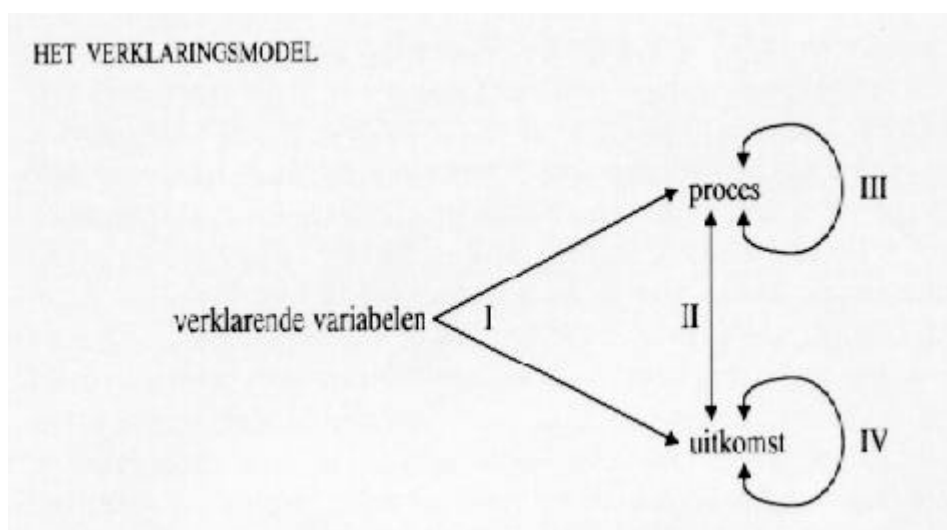 HET VERKLARINGSMODEL
proces
III
verklarende variabelen
I
II
uitkomst
IV